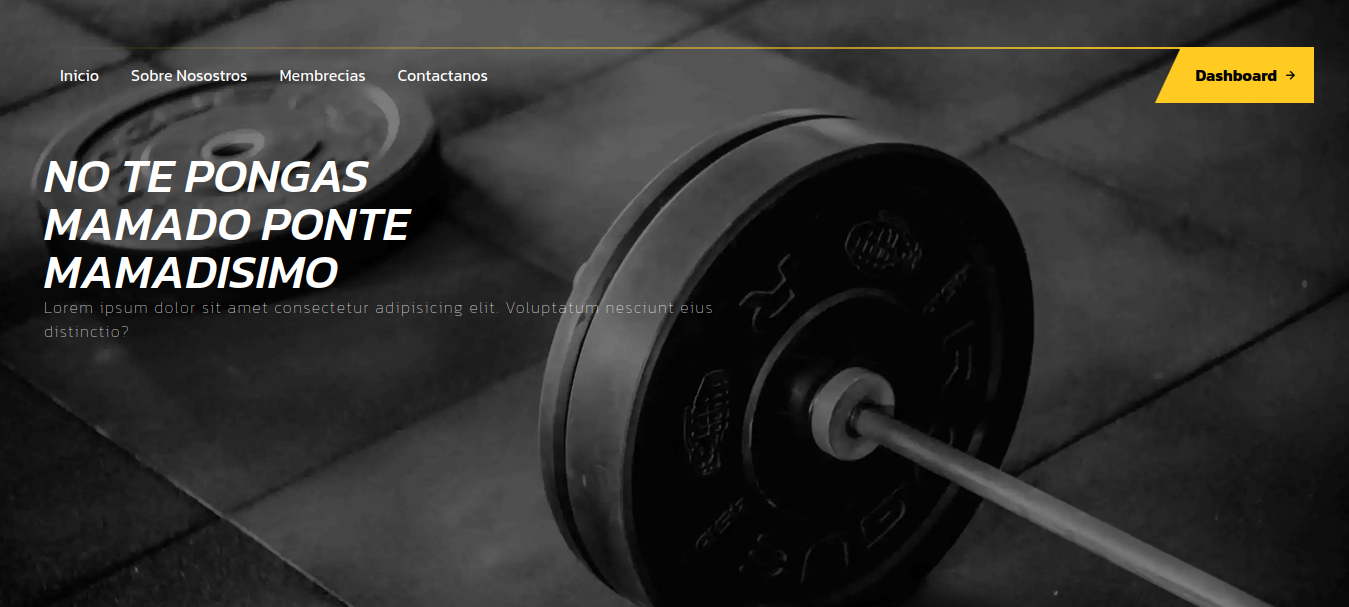 Inicio Sobre Nosostros Membrecias Contactanos Dashboard →
NO TE PONGAS
MAMADO PONTE
MAMADISIMO
Lorem ipsum dolor sit amet consectetur adipisicing elit. Voluptatum nesciunt eius
distinctio?